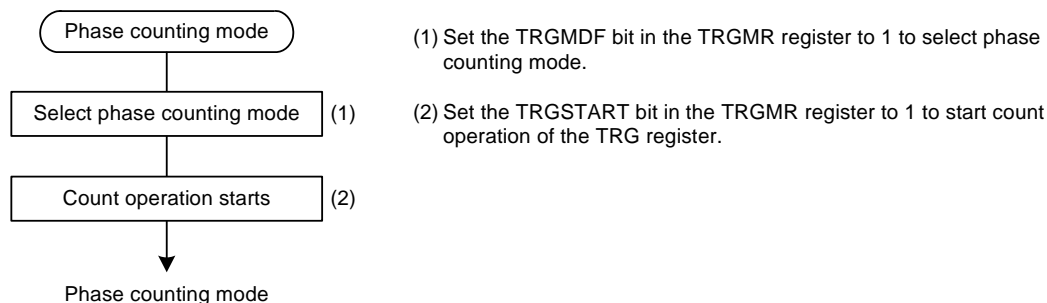 Phase counting mode
Select phase counting mode (1)
Count operation starts (2)
Phase counting mode
(1) Set the TRGMDF bit in the TRGMR register to 1 to select phase
counting mode.
(2) Set the TRGSTART bit in the TRGMR register to 1 to start count
operation of the TRG register.